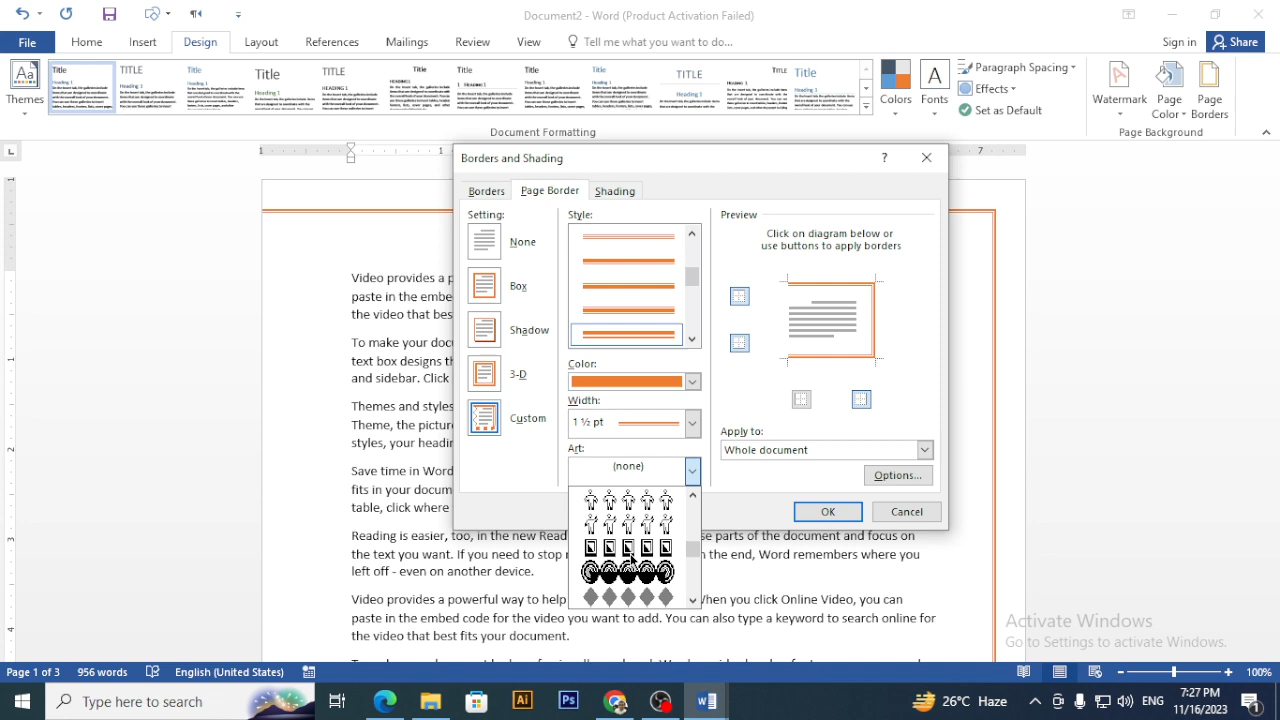 Document2 - Word (Product Activation Failed)
File Home Insert Design Layout References Mailings Review View Tell me what you want to do... Sign in Share
Themes
Title
TITLE
Title
Title
TITLE
Title
Title
Title
Title
TITLE
Title
Title
Colors
Fonts
Paragraph Spacing
Effects
Set as Default
Watermark
Page Color
Page Borders
Document Formatting
Page Background
Borders and Shading
?
Borders Page Border Shading
Setting:
None
Box
Shadow
3-D
Custom
Style:
Color:
Width:
1 ½ pt
Art:
(none)
Preview
Click on diagram below or
use buttons to apply borders
Apply to:
Whole document
Options...
OK Cancel
Video provides a p
paste in the embe
the video that bes
To make your docu
text box designs th
and sidebar. Click
Themes and styles
Theme, the picture
styles, your headin
Save time in Word
fits in your docum
table, click where
Reading is easier, too, in the new Read se parts of the document and focus on
the text you want. If you need to stop r the end, Word remembers where you
left off - even on another device.
Video provides a powerful way to help When you click Online Video, you can
paste in the embed code for the video you want to add. You can also type a keyword to search online for
the video that best fits your document.
Activate Windows
Go to Settings to activate Windows.
Page 1 of 3 956 words English (United States) 100%
Type here to search 26°C Haze ENG 7:27 PM
11/16/2023